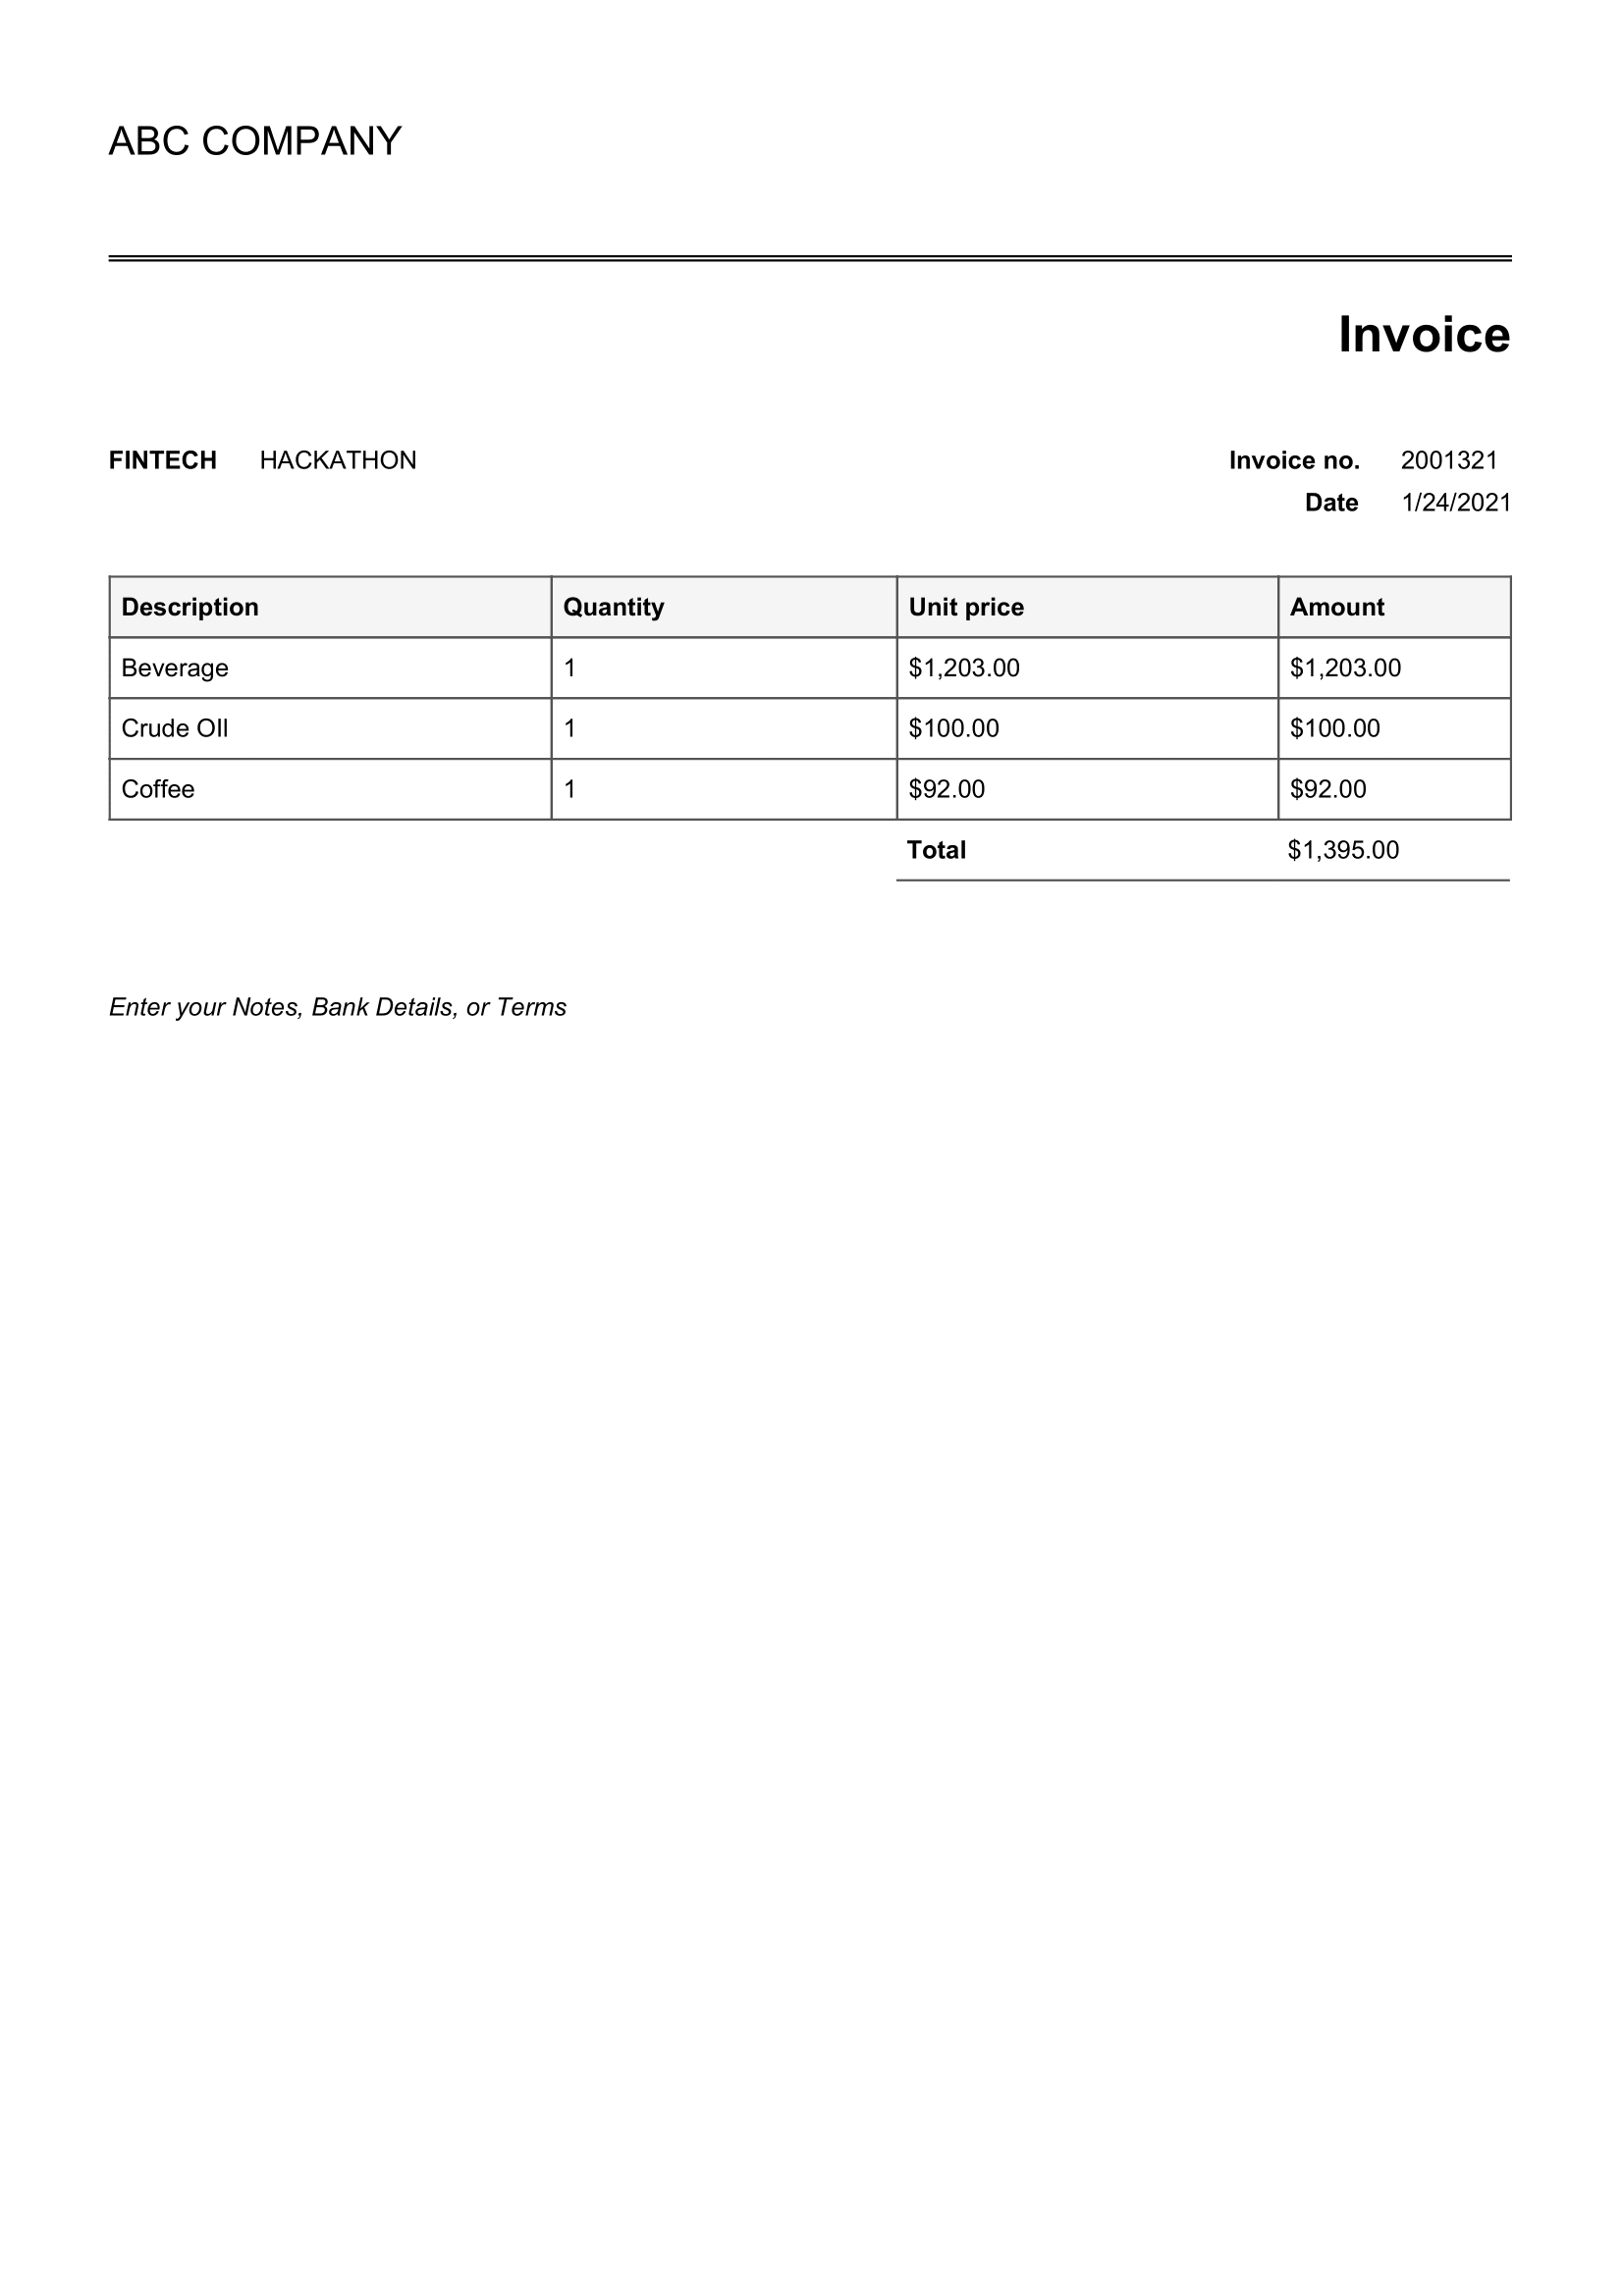 ABC COMPANY
Invoice
FINTECH HACKATHON Invoice no. 2001321
Date 1/24/2021
Description Quantity Unit price Amount
Beverage 1 $1,203.00 $1,203.00
Crude OIl 1 $100.00 $100.00
Coffee 1 $92.00 $92.00
Total $1,395.00
Enter your Notes, Bank Details, or Terms